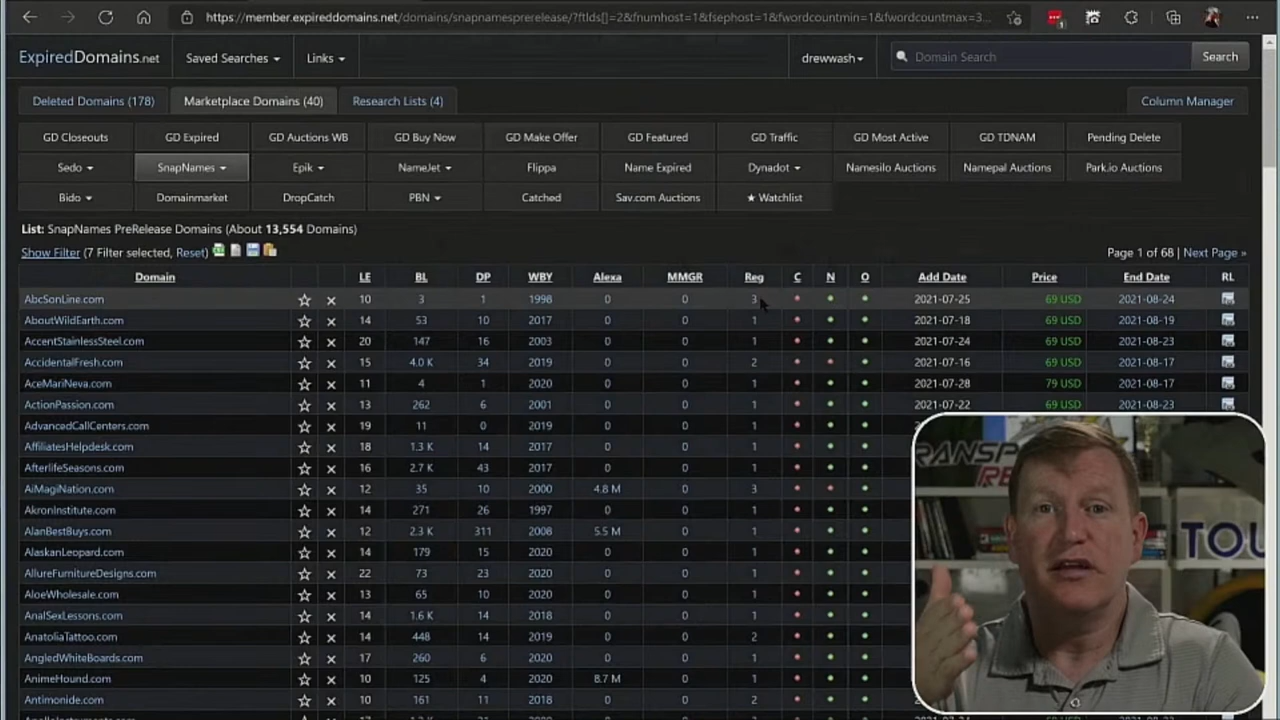 https://member.expireddomains.net/domains/snapnamesprerelease/?ftlds[]=2&fnumhost=1&fsephost=1&fwordcountmin=1&fwordcountmax=3...
1
ExpiredDomains.net Saved Searches Links drewwash Domain Search Search
Deleted Domains (178) Marketplace Domains (40) Research Lists (4) Column Manager
GD Closeouts GD Expired GD Auctions WB GD Buy Now GD Make Offer GD Featured GD Traffic GD Most Active GD TDNAM Pending Delete
Sedo SnapNames Epik NameJet Flippa Name Expired Dynadot Namesilo Auctions Namepal Auctions Park.io Auctions
Bido Domainmarket DropCatch PBN Catched Sav.com Auctions ★ Watchlist
List: SnapNames PreRelease Domains (About 13,554 Domains)
Show Filter (7 Filter selected, Reset) Page 1 of 68 | Next Page »
Domain LE BL DP WBY Alexa MMGR Reg C N O Add Date Price End Date RL
AbcSonLine.com 10 3 1 1998 0 0 3 2021-07-25 69 USD 2021-08-24
AboutWildEarth.com 14 53 10 2017 0 0 1 2021-07-18 69 USD 2021-08-19
AccentStainlessSteel.com 20 147 16 2003 0 0 1 2021-07-24 69 USD 2021-08-23
AccidentalFresh.com 15 4.0 K 34 2019 0 0 2 2021-07-16 69 USD 2021-08-17
AceMariNeva.com 11 4 1 2020 0 0 1 2021-07-28 79 USD 2021-08-17
ActionPassion.com 13 262 6 2001 0 0 1 2021-07-22 69 USD 2021-08-23
AdvancedCallCenters.com 19 11 0 2019 0 0 1
AffiliatesHelpdesk.com 18 1.3 K 14 2017 0 0 1
AfterlifeSeasons.com 16 2.7 K 43 2017 0 0 1
AiMagiNation.com 12 35 10 2000 4.8 M 0 3
AkronInstitute.com 14 271 26 1997 0 0 1
AlanBestBuys.com 12 2.3 K 311 2008 5.5 M 0 1
AlaskanLeopard.com 14 179 15 2020 0 0 1
AllureFurnitureDesigns.com 22 73 23 2020 0 0 1
AloeWholesale.com 13 65 10 2020 0 0 1
AnalSexLessons.com 14 1.6 K 14 2018 0 0 1
AnatoliaTattoo.com 14 448 14 2019 0 0 2
AngledWhiteBoards.com 17 260 6 2020 0 0 1
AnimeHound.com 10 125 4 2020 8.7 M 0 1
Antimonide.com 10 161 11 2018 0 0 2
RANSP
RE
TOU